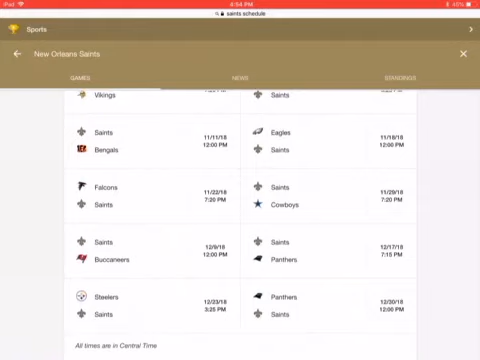 iPad
4:54 PM
45%
saints schedule
Sports
New Orleans Saints
GAMES NEWS STANDINGS
Vikings
Saints
Saints
Bengals
11/11/18
12:00 PM
Eagles
Saints
11/18/18
12:00 PM
Falcons
Saints
11/22/18
7:20 PM
Saints
Cowboys
11/29/18
7:20 PM
Saints
Buccaneers
12/9/18
12:00 PM
Saints
Panthers
12/17/18
7:15 PM
Steelers
Saints
12/23/18
3:25 PM
Panthers
Saints
12/30/18
12:00 PM
All times are in Central Time